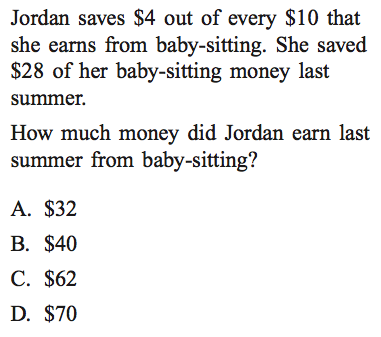 Jordan saves $4 out of every $10 that
she earns from baby-sitting. She saved
$28 of her baby-sitting money last
summer.
How much money did Jordan earn last
summer from baby-sitting?
A. $32
B. $40
C. $62
D. $70